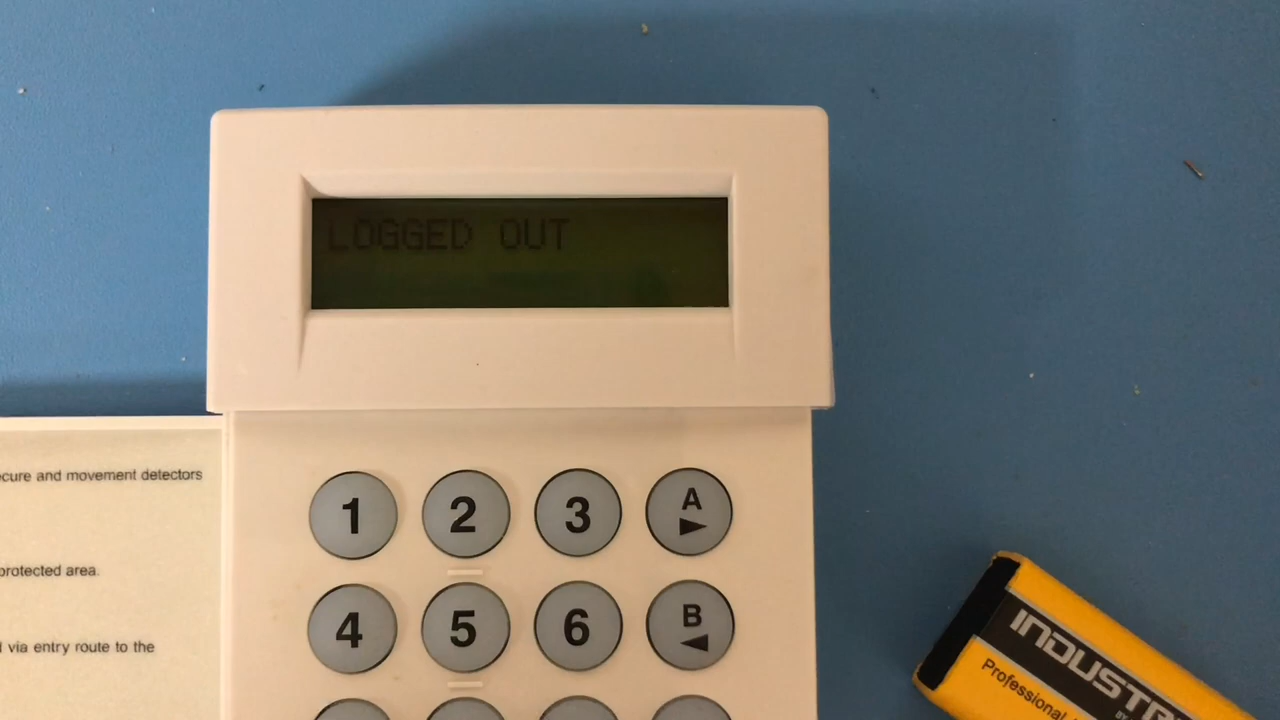 LOGGED OUT
ecure and movement detectors
protected area.
via entry route to the
1 2 3 A
4 5 6 B
INDUSTR
Professional